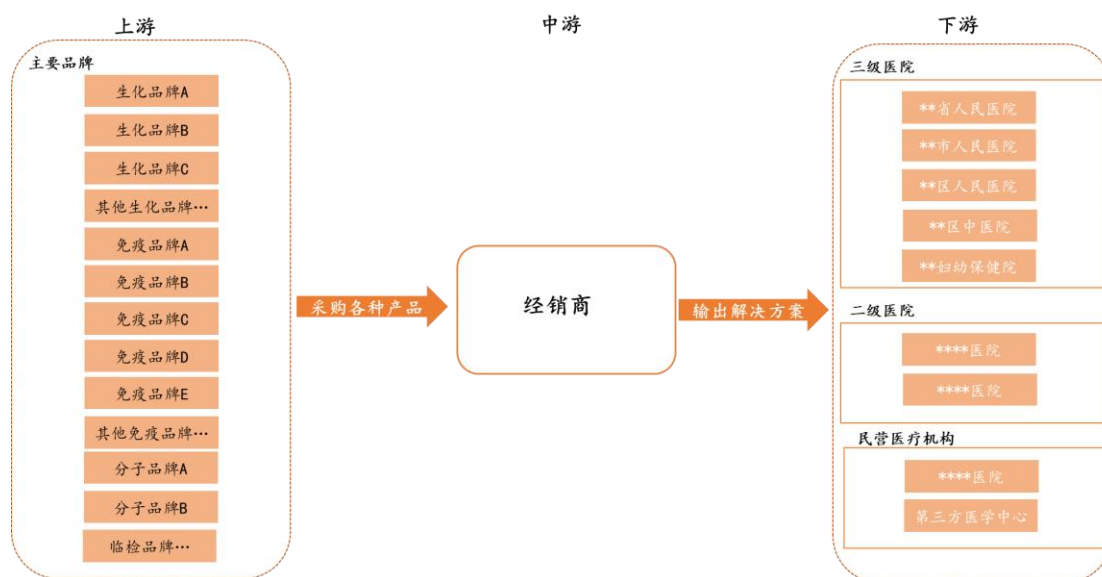 上游
中游
下游
主要品牌
生化品牌A
生化品牌B
生化品牌C
其他生化品牌…
免疫品牌A
免疫品牌B
免疫品牌C
免疫品牌D
免疫品牌E
其他免疫品牌…
分子品牌A
分子品牌B
临检品牌…
采购各种产品
经销商
输出解决方案
三级医院
**省人民医院
**市人民医院
**区人民医院
**区中医院
**妇幼保健院
二级医院
****医院
****医院
民营医疗机构
****医院
第三方医学中心